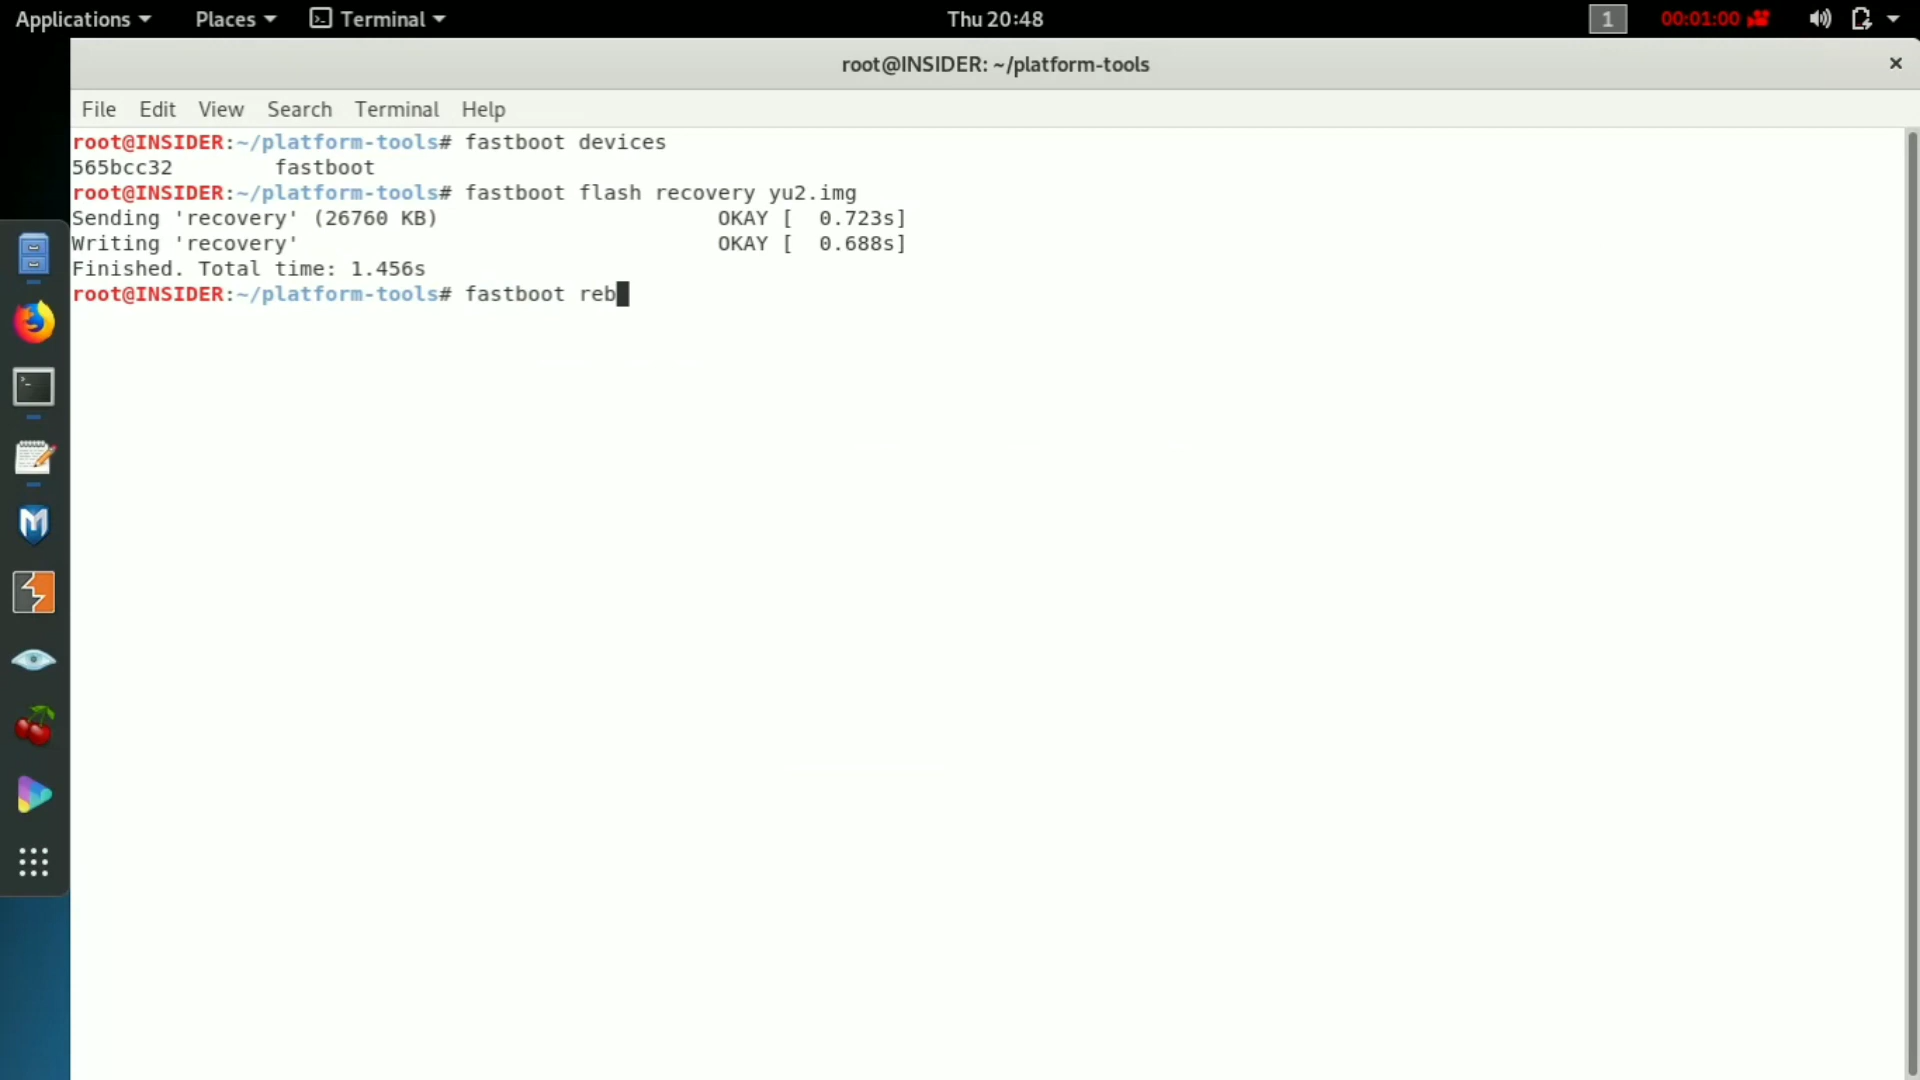 Applications Places Terminal Thu 20:48 1 00:01:00
root@INSIDER: ~/platform-tools
File Edit View Search Terminal Help
root@INSIDER:~/platform-tools# fastboot devices
565bcc32        fastboot
root@INSIDER:~/platform-tools# fastboot flash recovery yu2.img
Sending 'recovery' (26760 KB)                      OKAY [  0.723s]
Writing 'recovery'                                 OKAY [  0.688s]
Finished. Total time: 1.456s
root@INSIDER:~/platform-tools# fastboot reb